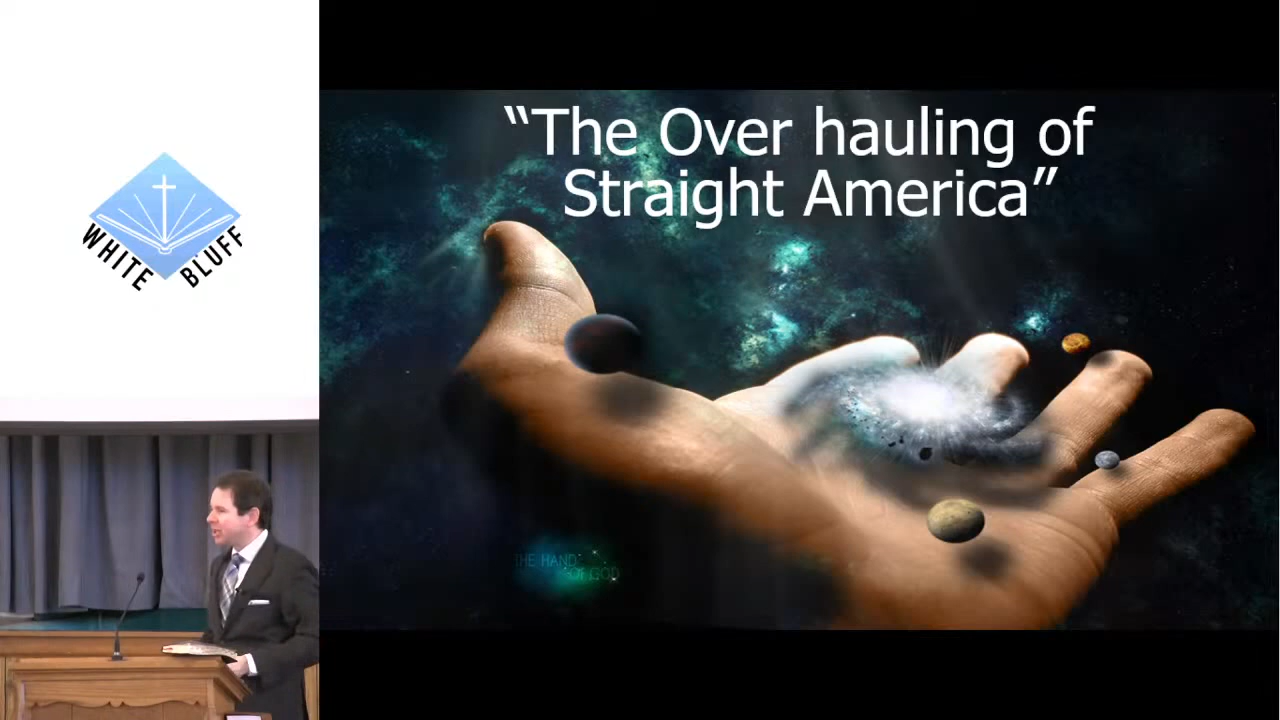 “The Over hauling of
Straight America”
WHITE BLUFF
THE HAND
OF GOD